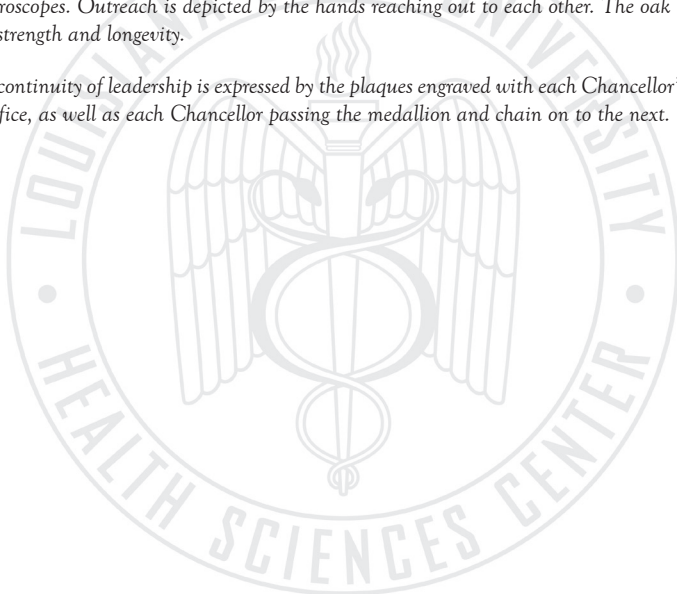 roscopes. Outreach is depicted by the hands reaching out to each other. The oak
strength and longevity.
continuity of leadership is expressed by the plaques engraved with each Chancellor'
fice, as well as each Chancellor passing the medallion and chain on to the next.
LOUISIANA UNIVERSITY
HEALTH SCIENCES CENTER